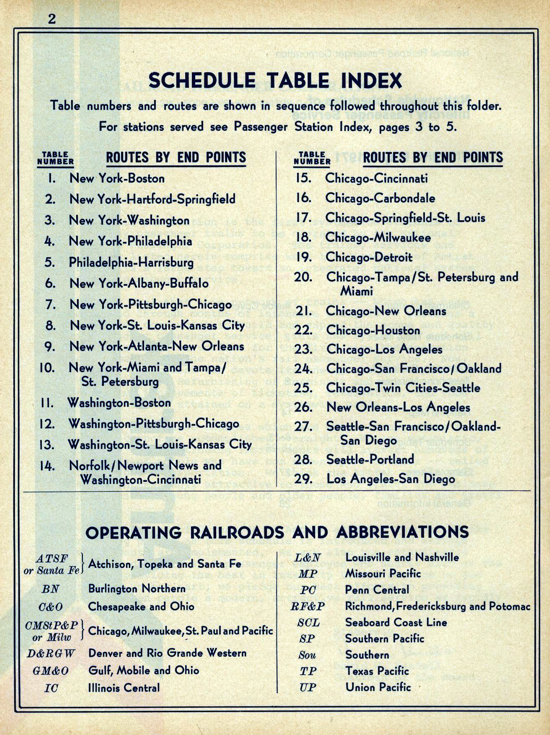 2
SCHEDULE TABLE INDEX
Table numbers and routes are shown in sequence followed throughout this folder.
For stations served see Passenger Station Index, pages 3 to 5.
TABLE NUMBER ROUTES BY END POINTS
1. New York-Boston
2. New York-Hartford-Springfield
3. New York-Washington
4. New York-Philadelphia
5. Philadelphia-Harrisburg
6. New York-Albany-Buffalo
7. New York-Pittsburgh-Chicago
8. New York-St. Louis-Kansas City
9. New York-Atlanta-New Orleans
10. New York-Miami and Tampa/
St. Petersburg
11. Washington-Boston
12. Washington-Pittsburgh-Chicago
13. Washington-St. Louis-Kansas City
14. Norfolk/Newport News and
Washington-Cincinnati
TABLE NUMBER ROUTES BY END POINTS
15. Chicago-Cincinnati
16. Chicago-Carbondale
17. Chicago-Springfield-St. Louis
18. Chicago-Milwaukee
19. Chicago-Detroit
20. Chicago-Tampa/St. Petersburg and
Miami
21. Chicago-New Orleans
22. Chicago-Houston
23. Chicago-Los Angeles
24. Chicago-San Francisco/Oakland
25. Chicago-Twin Cities-Seattle
26. New Orleans-Los Angeles
27. Seattle-San Francisco/Oakland-
San Diego
28. Seattle-Portland
29. Los Angeles-San Diego
OPERATING RAILROADS AND ABBREVIATIONS
ATSF
or Santa Fe } Atchison, Topeka and Santa Fe
BN Burlington Northern
C&O Chesapeake and Ohio
CMStP&P
or Milw } Chicago, Milwaukee, St. Paul and Pacific
D&RGW Denver and Rio Grande Western
GM&O Gulf, Mobile and Ohio
IC Illinois Central
L&N Louisville and Nashville
MP Missouri Pacific
PC Penn Central
RF&P Richmond, Fredericksburg and Potomac
SCL Seaboard Coast Line
SP Southern Pacific
Sou Southern
TP Texas Pacific
UP Union Pacific